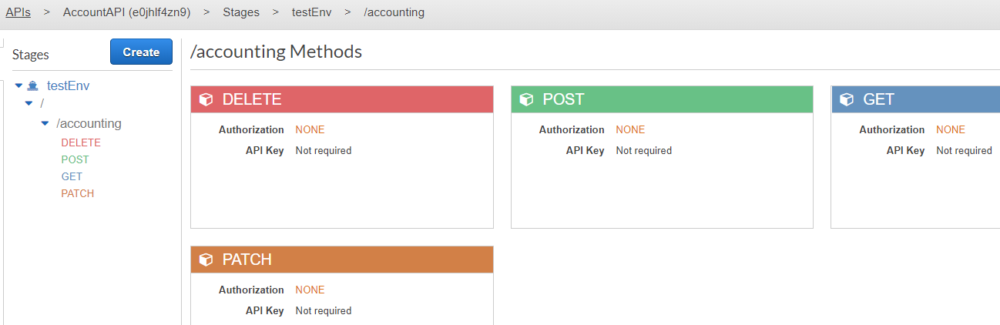 APIs > AccountAPI (e0jhlf4zn9) > Stages > testEnv > /accounting
Stages
Create
testEnv
/
/accounting
DELETE
POST
GET
PATCH
/accounting Methods
DELETE
Authorization NONE
API Key Not required
POST
Authorization NONE
API Key Not required
GET
Authorization NONE
API Key Not required
PATCH
Authorization NONE
API Key Not required